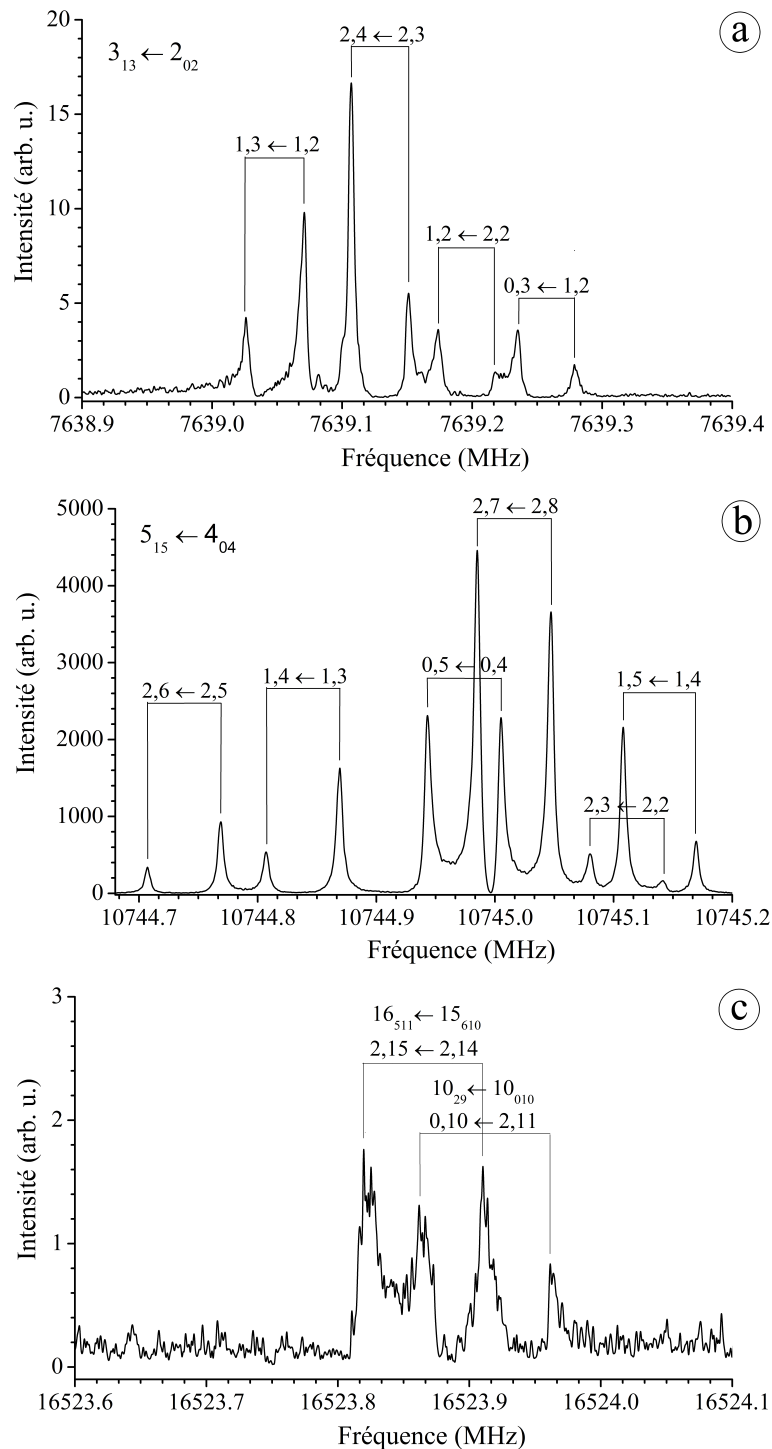 a
3₁₃ ← 2₀₂
2,4 ← 2,3
1,3 ← 1,2
1,2 ← 2,2
0,3 ← 1,2
20
15
10
5
0
Intensité (arb. u.)
7638.9 7639.0 7639.1 7639.2 7639.3 7639.4
Fréquence (MHz)
b
5₁₅ ← 4₀₄
2,7 ← 2,8
2,6 ← 2,5
1,4 ← 1,3
0,5 ← 0,4
1,5 ← 1,4
2,3 ← 2,2
5000
4000
3000
2000
1000
0
Intensité (arb. u.)
10744.7 10744.8 10744.9 10745.0 10745.1 10745.2
Fréquence (MHz)
c
16₅₁₁ ← 15₆₁₀
2,15 ← 2,14
10₂₉ ← 10₀₁₀
0,10 ← 2,11
3
2
1
0
Intensité (arb. u.)
16523.6 16523.7 16523.8 16523.9 16524.0 16524.1
Fréquence (MHz)